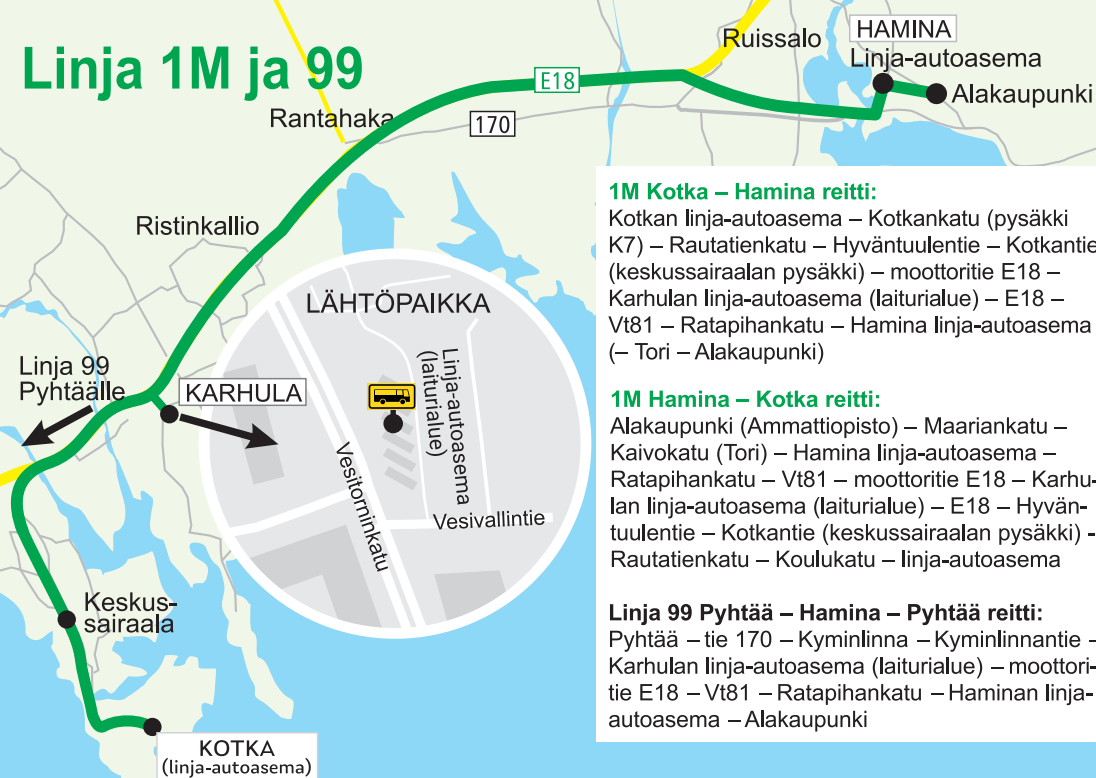 Linja 1M ja 99
Ruissalo
HAMINA
Linja-autoasema
Alakaupunki
E18
Rantahaka
170
Ristinkallio
LÄHTÖPAIKKA
Linja-autoasema
(laiturialue)
Vesitorninkatu
Vesivallintie
Linja 99
Pyhtäälle
KARHULA
Keskus-
sairaala
KOTKA
(linja-autoasema)
1M Kotka – Hamina reitti:
Kotkan linja-autoasema – Kotkankatu (pysäkki
K7) – Rautatienkatu – Hyväntuulentie – Kotkantie
(keskussairaalan pysäkki) – moottoritie E18 –
Karhulan linja-autoasema (laiturialue) – E18 –
Vt81 – Ratapihankatu – Hamina linja-autoasema
(– Tori – Alakaupunki)
1M Hamina – Kotka reitti:
Alakaupunki (Ammattiopisto) – Maariankatu –
Kaivokatu (Tori) – Hamina linja-autoasema –
Ratapihankatu – Vt81 – moottoritie E18 – Karhu-
lan linja-autoasema (laiturialue) – E18 – Hyvän-
tuulentie – Kotkantie (keskussairaalan pysäkki) –
Rautatienkatu – Koulukatu – linja-autoasema
Linja 99 Pyhtää – Hamina – Pyhtää reitti:
Pyhtää – tie 170 – Kyminlinna – Kyminlinnantie –
Karhulan linja-autoasema (laiturialue) – moottori-
tie E18 – Vt81 – Ratapihankatu – Haminan linja-
autoasema – Alakaupunki